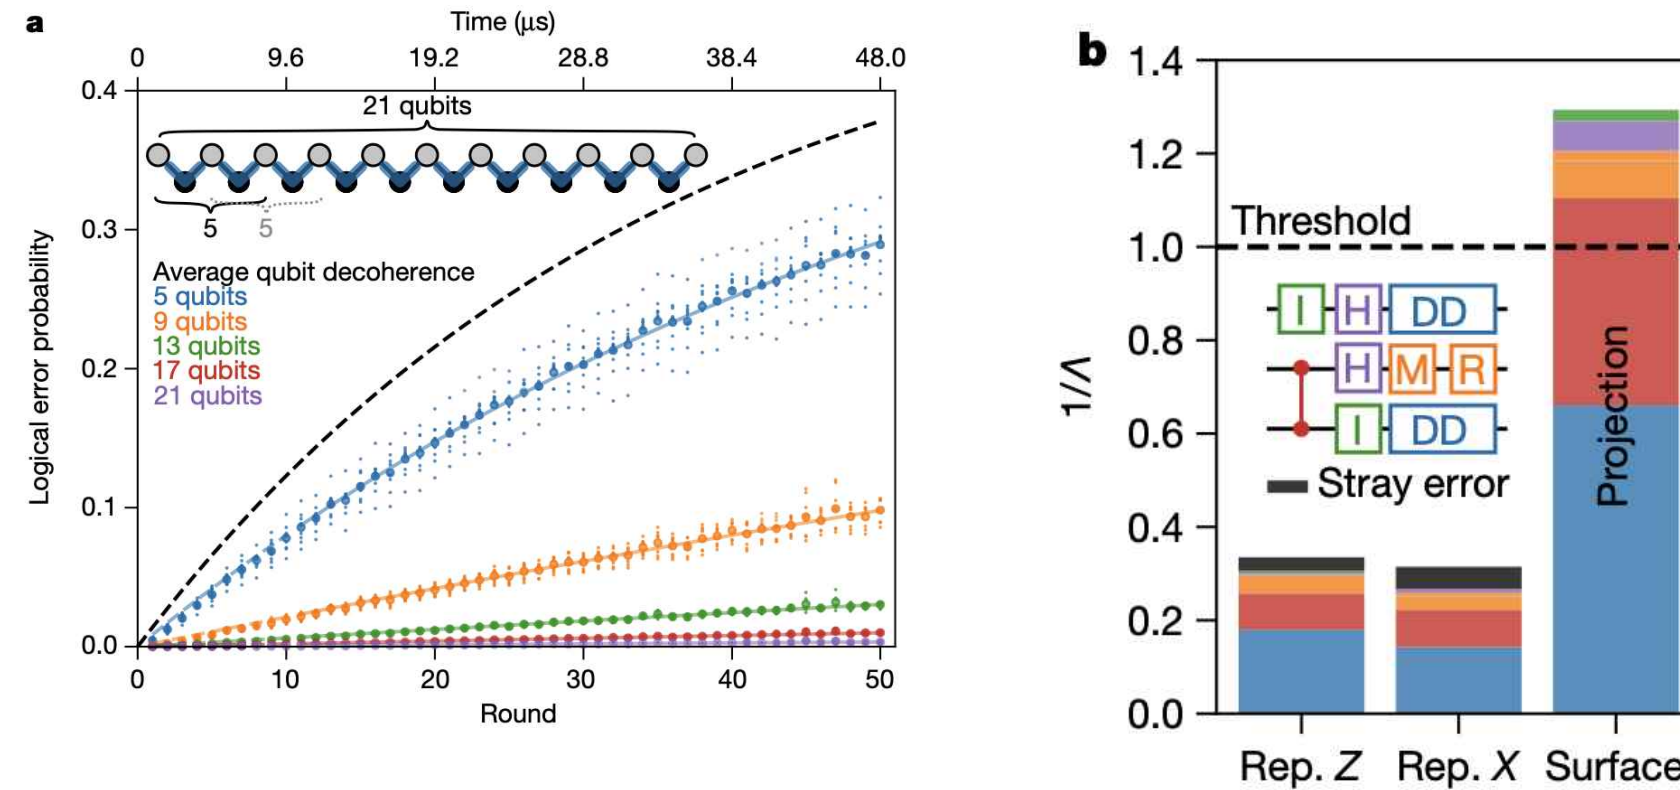 a
Time (μs)
0 9.6 19.2 28.8 38.4 48.0
0.4
0.3
0.2
0.1
0.0
Logical error probability
21 qubits
5 5
Average qubit decoherence
5 qubits
9 qubits
13 qubits
17 qubits
21 qubits
0 10 20 30 40 50
Round
b
1.4
1.2
1.0
0.8
0.6
0.4
0.2
0.0
1/Λ
Threshold
I H DD
H M R
I DD
Stray error
Projection
Rep. Z Rep. X Surface